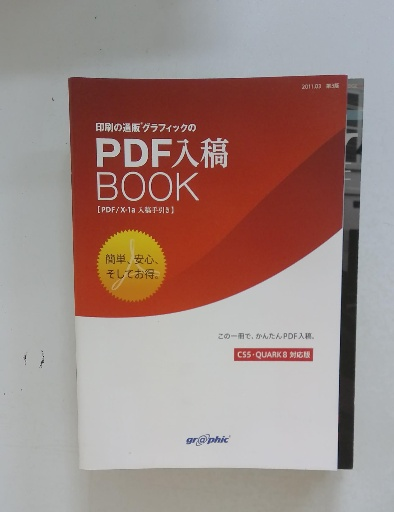 2011.03 第3版
印刷の通販®グラフィックの
PDF入稿
BOOK
【PDF/X-1a 入稿手引き】
簡単、安心、
そしてお得。
この一冊で、かんたんPDF入稿。
CS5・QUARK8 対応版
gr@phic